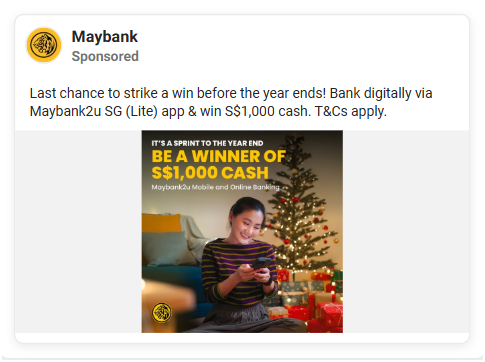 Maybank
Sponsored
Last chance to strike a win before the year ends! Bank digitally via
Maybank2u SG (Lite) app & win S$1,000 cash. T&Cs apply.
IT'S A SPRINT TO THE YEAR END
BE A WINNER OF
S$1,000 CASH
Maybank2u Mobile and Online Banking